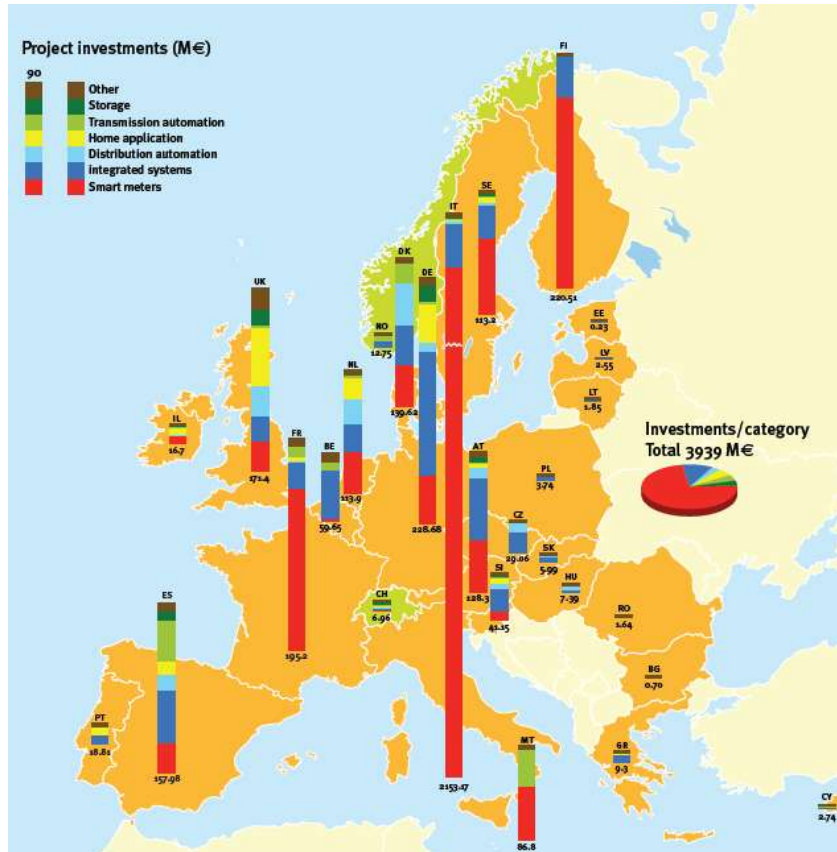 Project investments (M€)
90
Other
Storage
Transmission automation
Home application
Distribution automation
integrated systems
Smart meters
FI
220.51
SE
113.2
IT
2153.17
DK
139.62
DE
228.68
NO
12.75
UK
171.4
NL
113.9
EE
0.23
LV
2.55
LT
1.85
IL
16.7
FR
195.2
BE
59.65
AT
128.3
PL
3.74
Investments/category
Total 3939 M€
CZ
29.06
SK
5.99
SI
41.15
HU
7.39
CH
6.96
RO
1.64
BG
0.70
ES
157.98
PT
18.81
MT
86.8
GR
9.3
CY
2.74